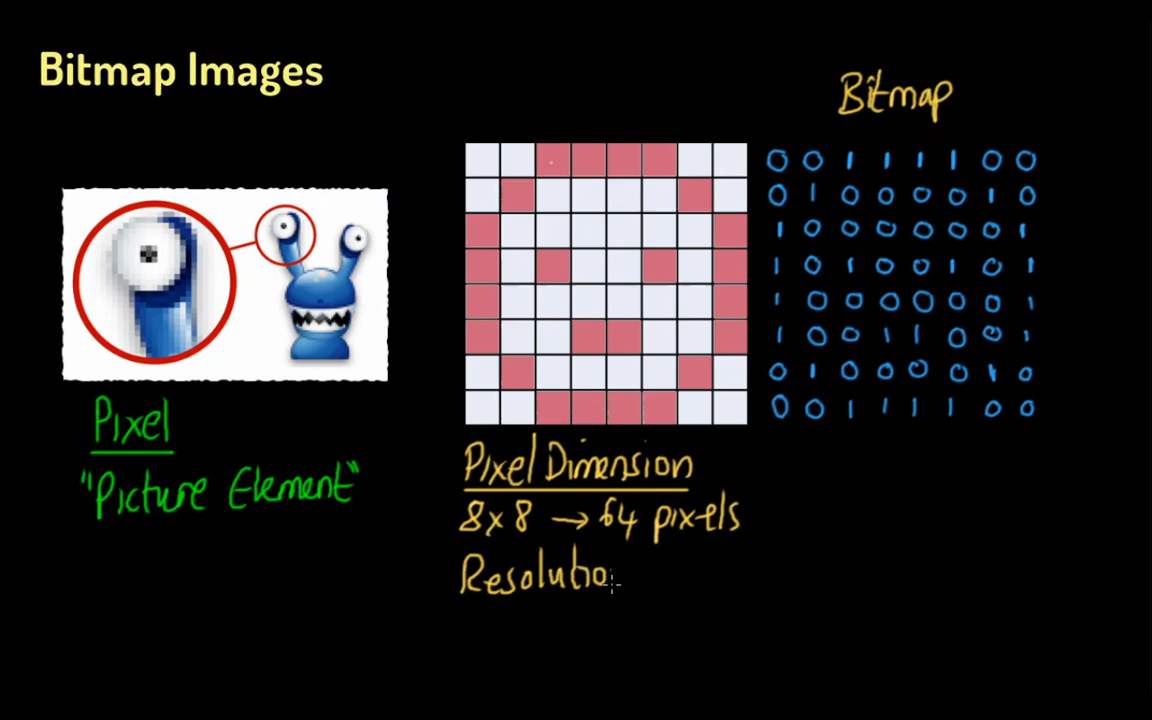 Bitmap Images
Bitmap
0 0 1 1 1 1 0 0
0 1 0 0 0 0 1 0
1 0 0 0 0 0 0 1
1 0 1 0 0 1 0 1
1 0 0 0 0 0 0 1
1 0 0 1 1 0 0 1
0 1 0 0 0 0 1 0
0 0 1 1 1 1 0 0
Pixel
"Picture Element"
Pixel Dimension
8x8 → 64 pixels
Resolutio